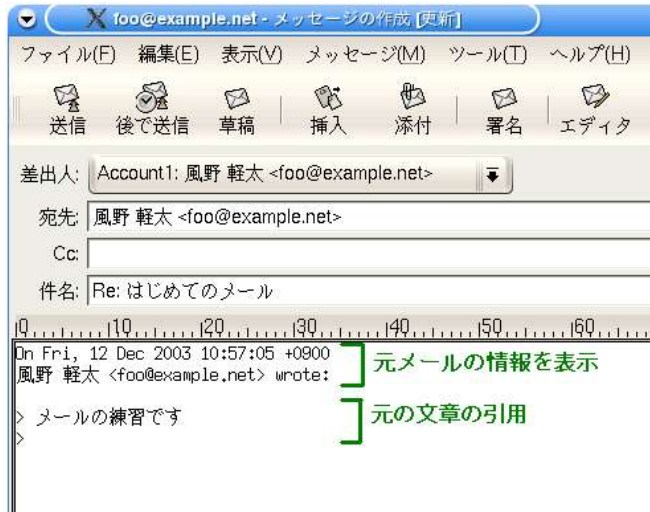 foo@example.net - メッセージの作成 [更新]
ファイル(F) 編集(E) 表示(V) メッセージ(M) ツール(T) ヘルプ(H)
送信 後で送信 草稿 挿入 添付 署名 エディタ
差出人: Account1: 風野 軽太 <foo@example.net>
宛先: 風野 軽太 <foo@example.net>
Cc:
件名: Re: はじめてのメール
0 10 20 30 40 50 60
On Fri, 12 Dec 2003 10:57:05 +0900
風野 軽太 <foo@example.net> wrote:
元メールの情報を表示
> メールの練習です
>
元の文章の引用